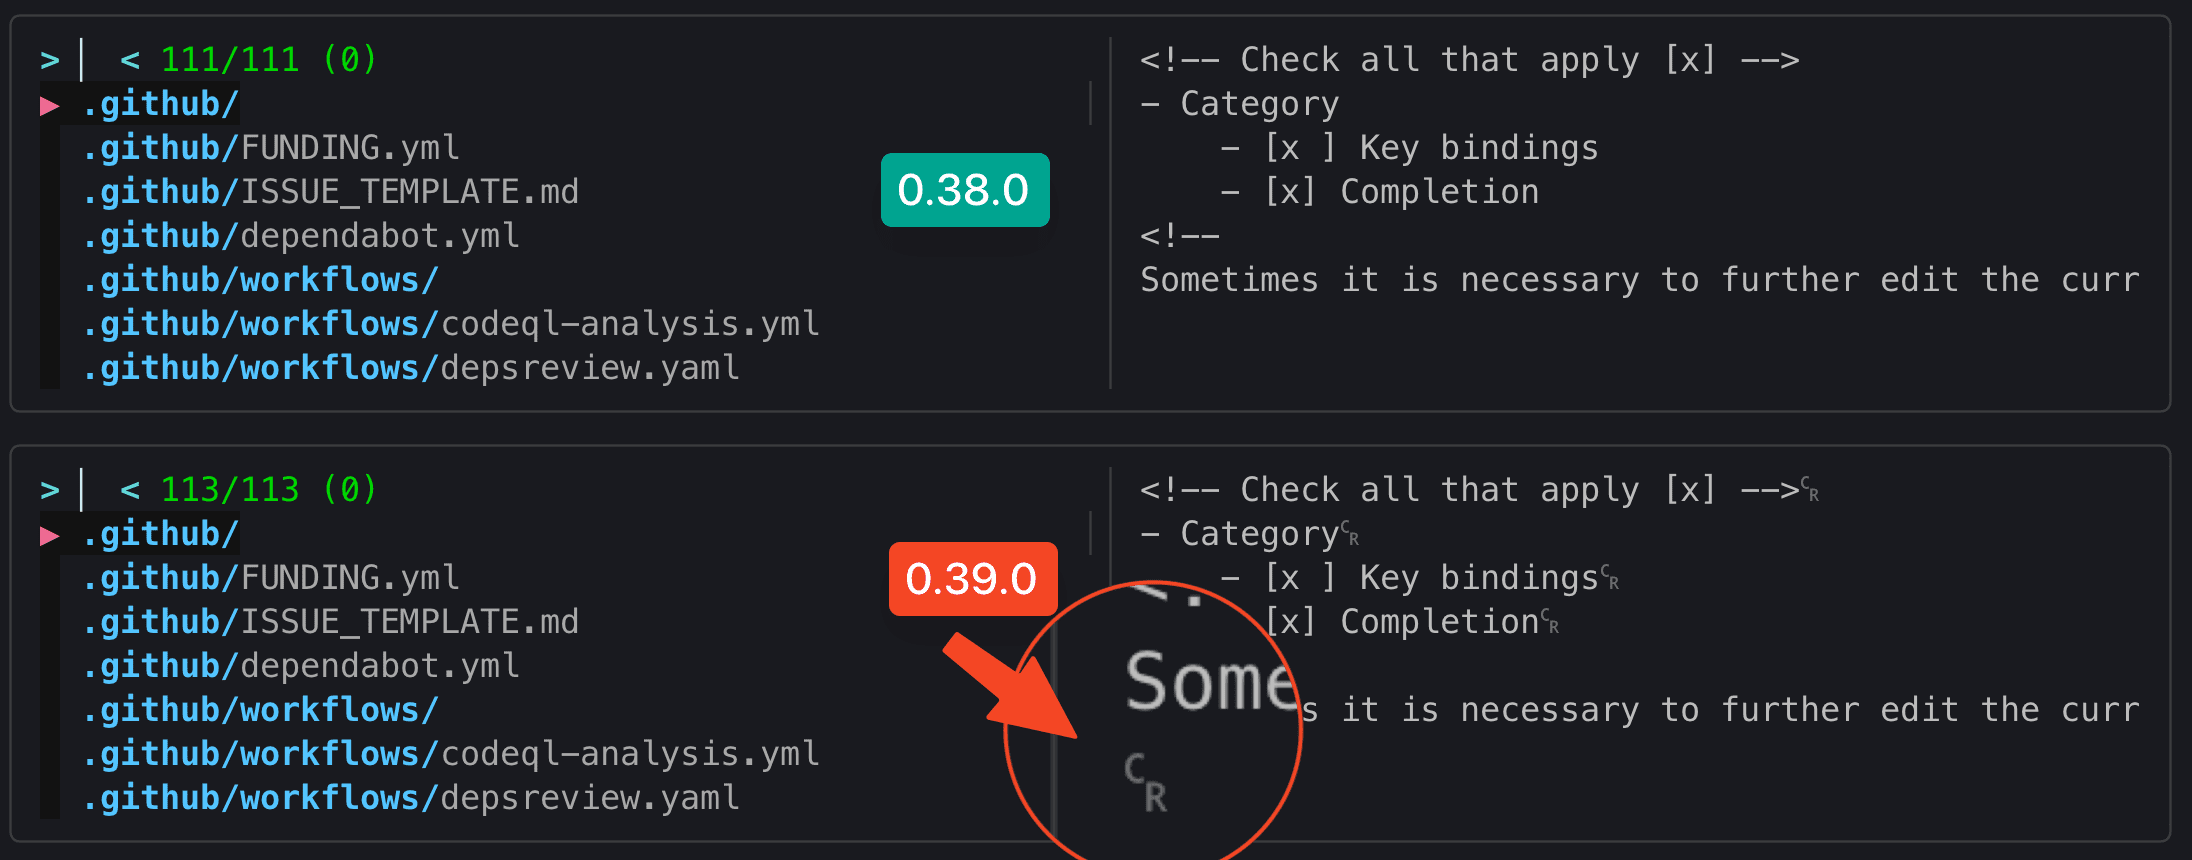 > │ < 111/111 (0)
▶ .github/
.github/FUNDING.yml
.github/ISSUE_TEMPLATE.md
.github/dependabot.yml
.github/workflows/
.github/workflows/codeql-analysis.yml
.github/workflows/depsreview.yaml
0.38.0
<!-- Check all that apply [x] -->
- Category
    - [x ] Key bindings
    - [x] Completion
<!--
Sometimes it is necessary to further edit the curr
> │ < 113/113 (0)
▶ .github/
.github/FUNDING.yml
.github/ISSUE_TEMPLATE.md
.github/dependabot.yml
.github/workflows/
.github/workflows/codeql-analysis.yml
.github/workflows/depsreview.yaml
0.39.0
<!-- Check all that apply [x] -->␍
- Category␍
    - [x ] Key bindings␍
[x] Completion␍
s it is necessary to further edit the curr
Some
␍